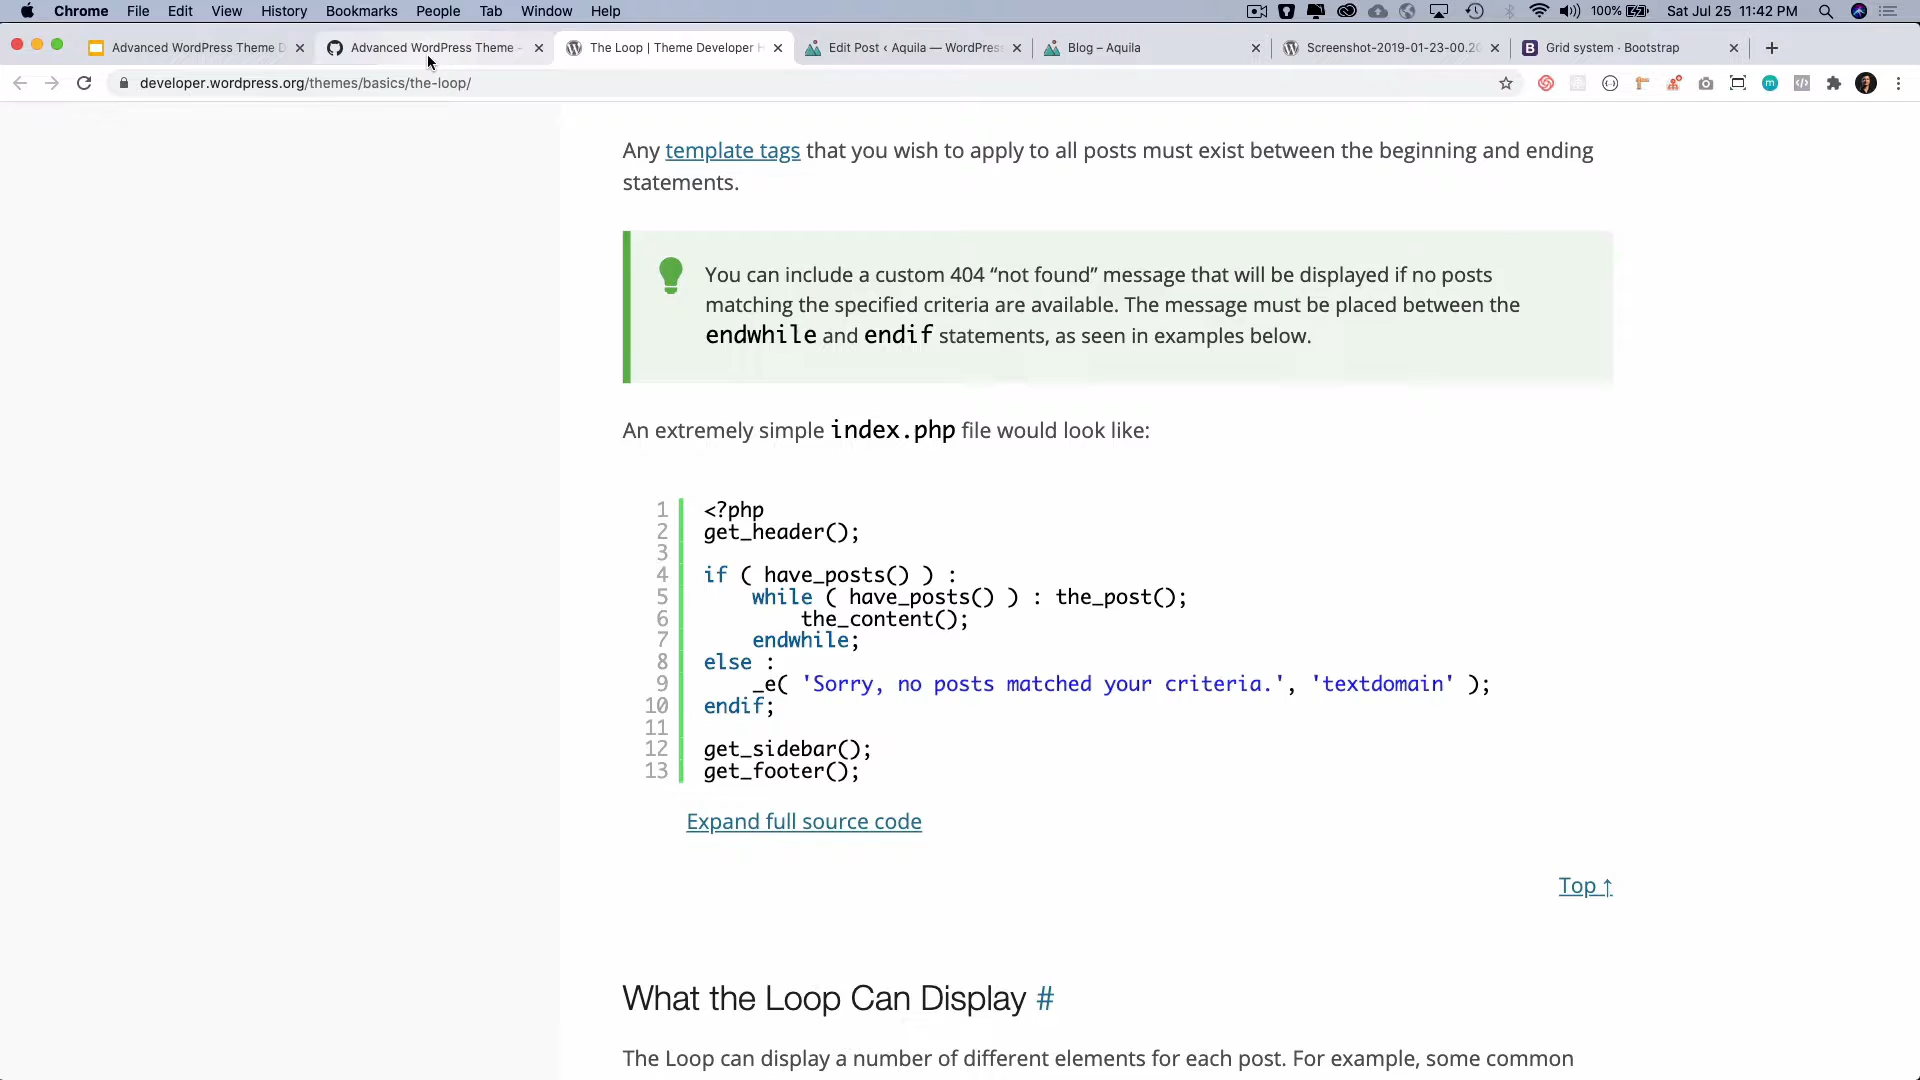 Chrome File Edit View History Bookmarks People Tab Window Help 100% Sat Jul 25 11:42 PM
Advanced WordPress Theme D Advanced WordPress Theme - The Loop | Theme Developer H Edit Post ‹ Aquila — WordPress Blog – Aquila Screenshot-2019-01-23-00.20 Grid system · Bootstrap
developer.wordpress.org/themes/basics/the-loop/
Any template tags that you wish to apply to all posts must exist between the beginning and ending
statements.
You can include a custom 404 “not found” message that will be displayed if no posts
matching the specified criteria are available. The message must be placed between the
endwhile and endif statements, as seen in examples below.
An extremely simple index.php file would look like:
1 <?php
2 get_header();
3
4 if ( have_posts() ) :
5 while ( have_posts() ) : the_post();
6 the_content();
7 endwhile;
8 else :
9 _e( 'Sorry, no posts matched your criteria.', 'textdomain' );
10 endif;
11
12 get_sidebar();
13 get_footer();
Expand full source code
Top ↑
What the Loop Can Display #
The Loop can display a number of different elements for each post. For example, some common